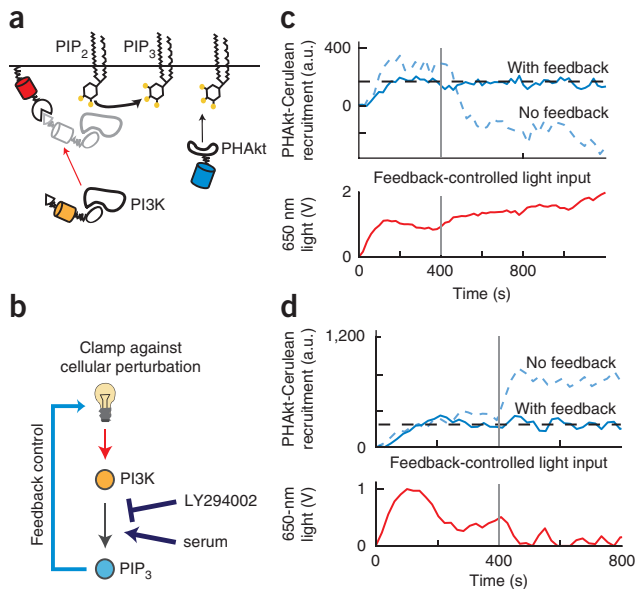 a
PIP2
PIP3
PHAkt
PI3K
b
Clamp against
cellular perturbation
Feedback control
PI3K
LY294002
serum
PIP3
c
PHAkt-Cerulean
recruitment (a.u.)
400
0
With feedback
No feedback
Feedback-controlled light input
650 nm
light (V)
2
0
0
400
800
Time (s)
d
PHAkt-Cerulean
recruitment (a.u.)
1,200
0
No feedback
With feedback
Feedback-controlled light input
650-nm
light (V)
1
0
0
400
600
800
Time (s)